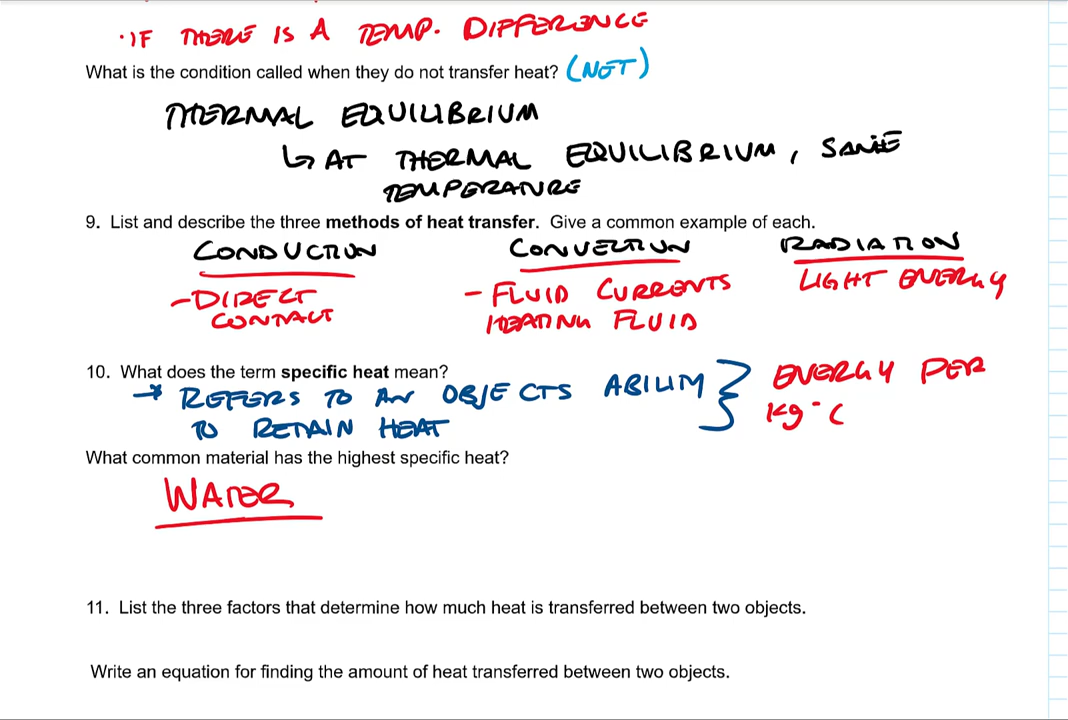 · IF THERE IS A TEMP. DIFFERENCE
What is the condition called when they do not transfer heat? (NOT)
THERMAL EQUILIBRIUM
↳ AT THERMAL EQUILIBRIUM, SAME
TEMPERATURE
9. List and describe the three methods of heat transfer. Give a common example of each.
CONDUCTION CONVECTION RADIATION
- DIRECT CONTACT
- FLUID CURRENTS HEATING FLUID
LIGHT ENERGY
10. What does the term specific heat mean?
→ REFERS TO AN OBJECTS ABILITY } ENERGY PER
TO RETAIN HEAT kg °C
What common material has the highest specific heat?
WATER
11. List the three factors that determine how much heat is transferred between two objects.
Write an equation for finding the amount of heat transferred between two objects.